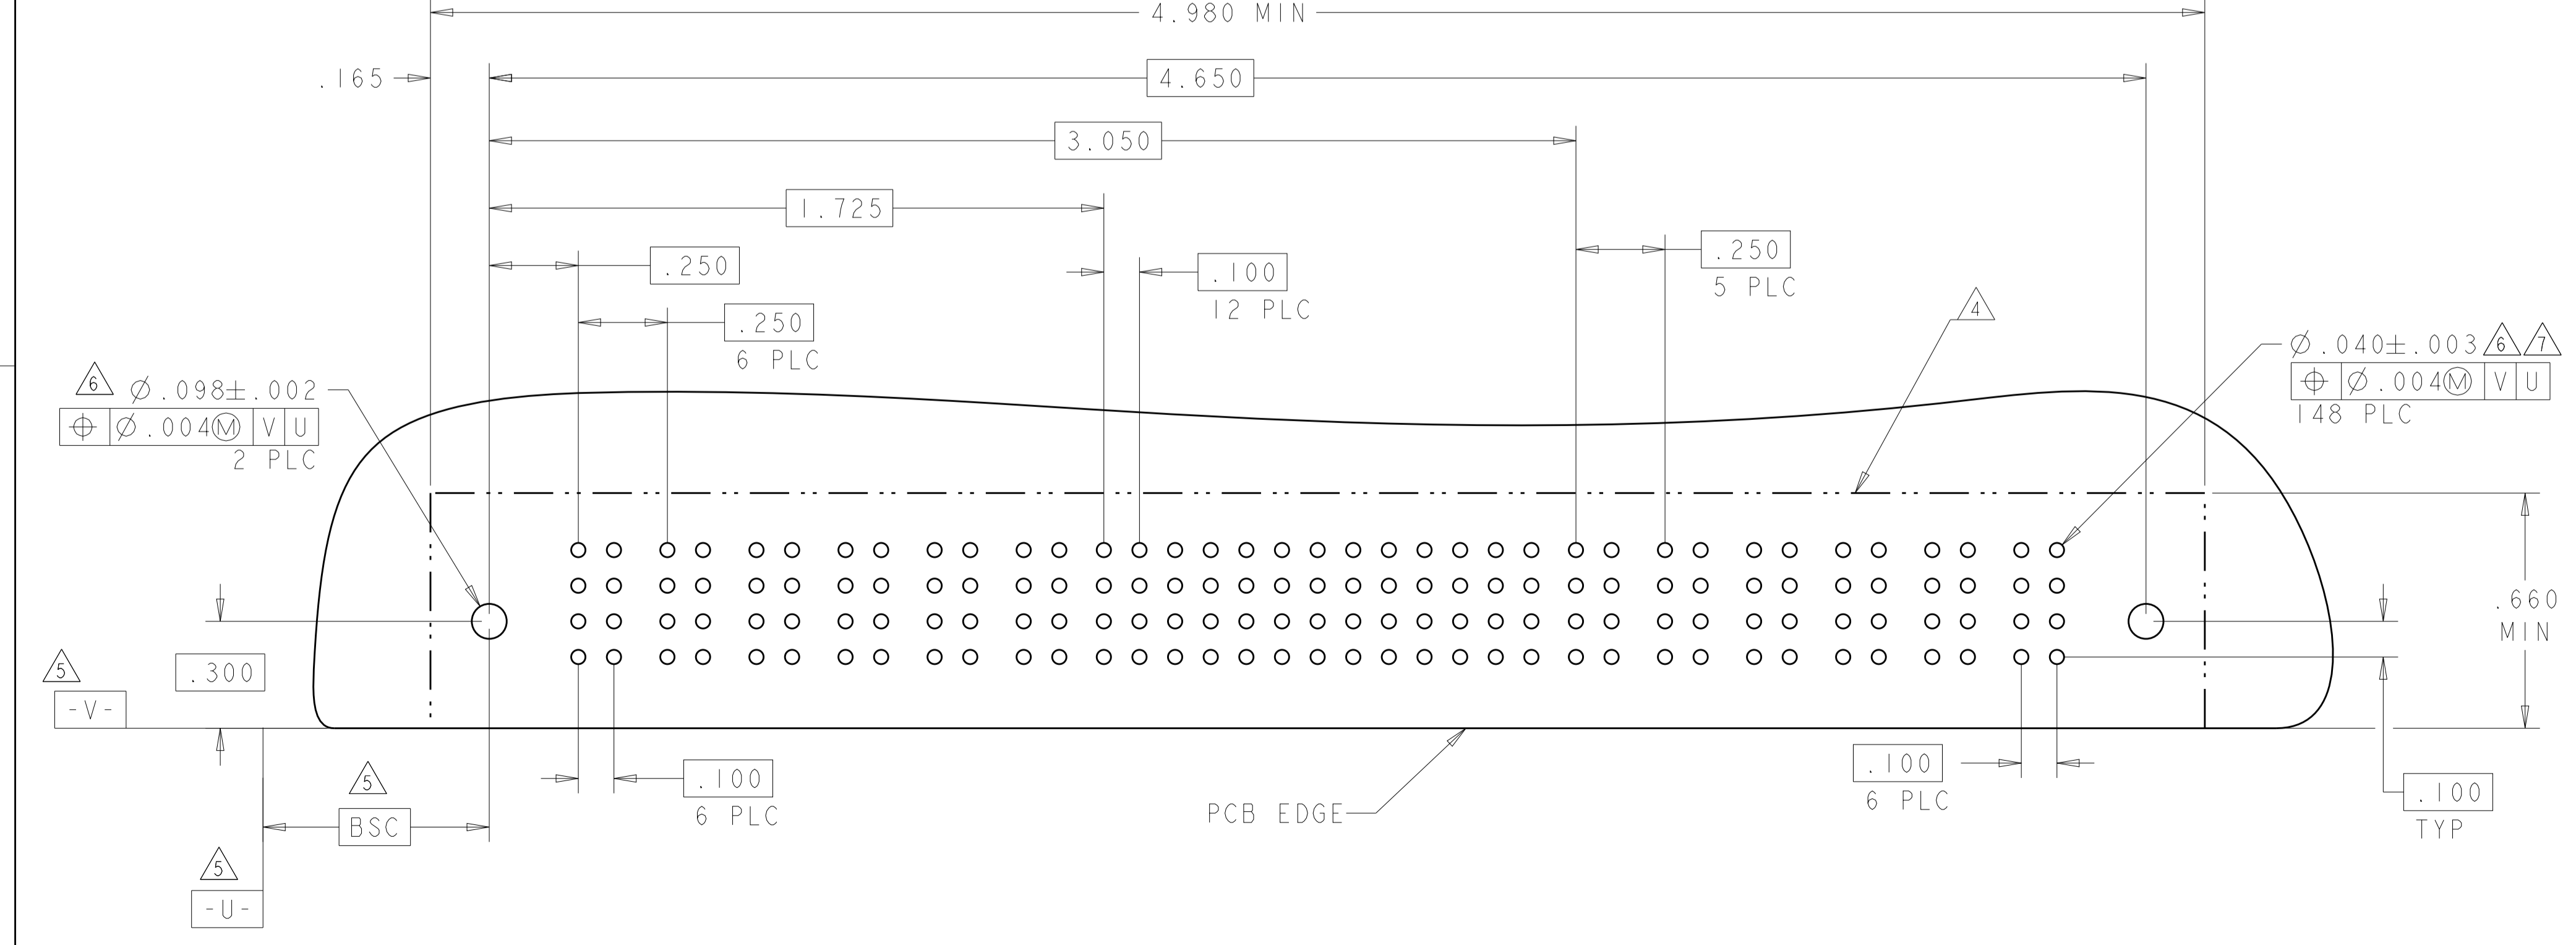 4.980 MIN
.165
4.650
3.050
1.725
.250
.100
12 PLC
.250
5 PLC
.250
6 PLC
4
6 ⌀.098±.002
⌖ ⌀.004Ⓜ V U
2 PLC
⌀.040±.003 6 7
⌖ ⌀.004Ⓜ V U
148 PLC
.660
MIN
5
-V-
.300
5
BSC
5
-U-
.100
6 PLC
PCB EDGE
.100
6 PLC
.100
TYP